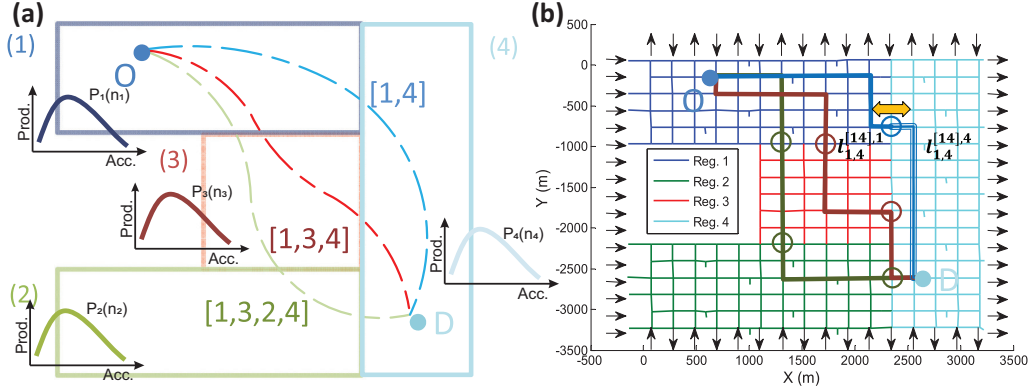 (a)
(1)
O
P₁(n₁)
Prod.
Acc.
[1,4]
(4)
(3)
P₃(n₃)
Prod.
Acc.
[1,3,4]
P₄(n₄)
Prod.
Acc.
(2)
P₂(n₂)
Prod.
Acc.
[1,3,2,4]
D
(b)
500
0
-500
-1000
-1500
-2000
-2500
-3000
-3500
Y (m)
O
l₁,₄^[14],1
l₁,₄^[14],4
Reg. 1
Reg. 2
Reg. 3
Reg. 4
D
-500 0 500 1000 1500 2000 2500 3000 3500
X (m)